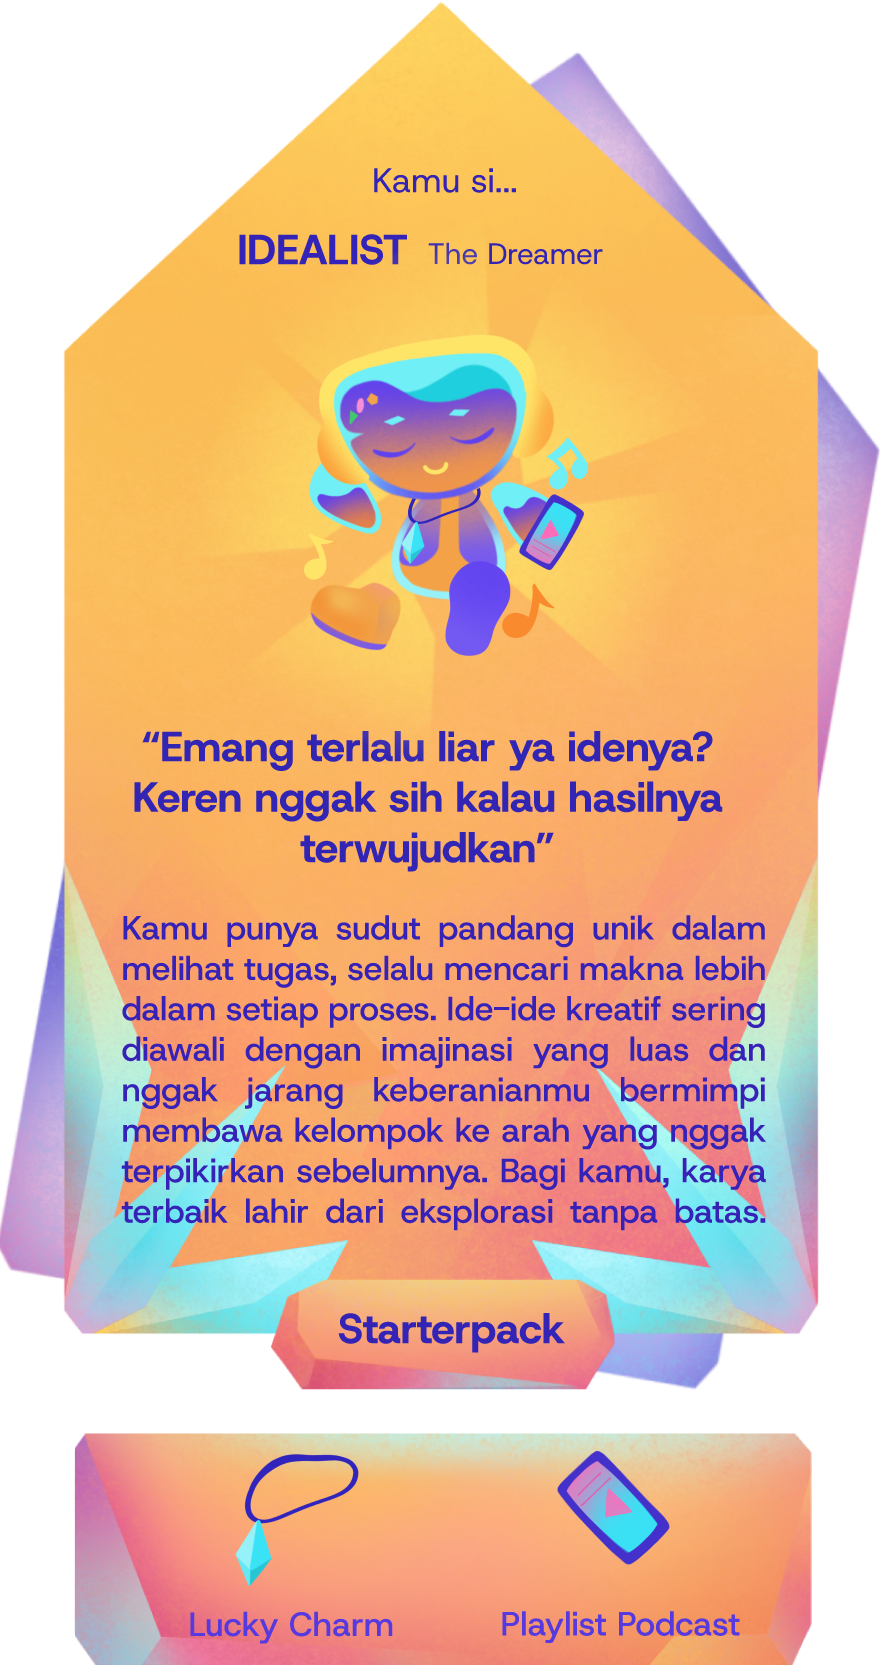 Kamu si...
IDEALIST The Dreamer
“Emang terlalu liar ya idenya?
Keren nggak sih kalau hasilnya
terwujudkan”
Kamu punya sudut pandang unik dalam
melihat tugas, selalu mencari makna lebih
dalam setiap proses. Ide-ide kreatif sering
diawali dengan imajinasi yang luas dan
nggak jarang keberanianmu bermimpi
membawa kelompok ke arah yang nggak
terpikirkan sebelumnya. Bagi kamu, karya
terbaik lahir dari eksplorasi tanpa batas.
Starterpack
Lucky Charm Playlist Podcast